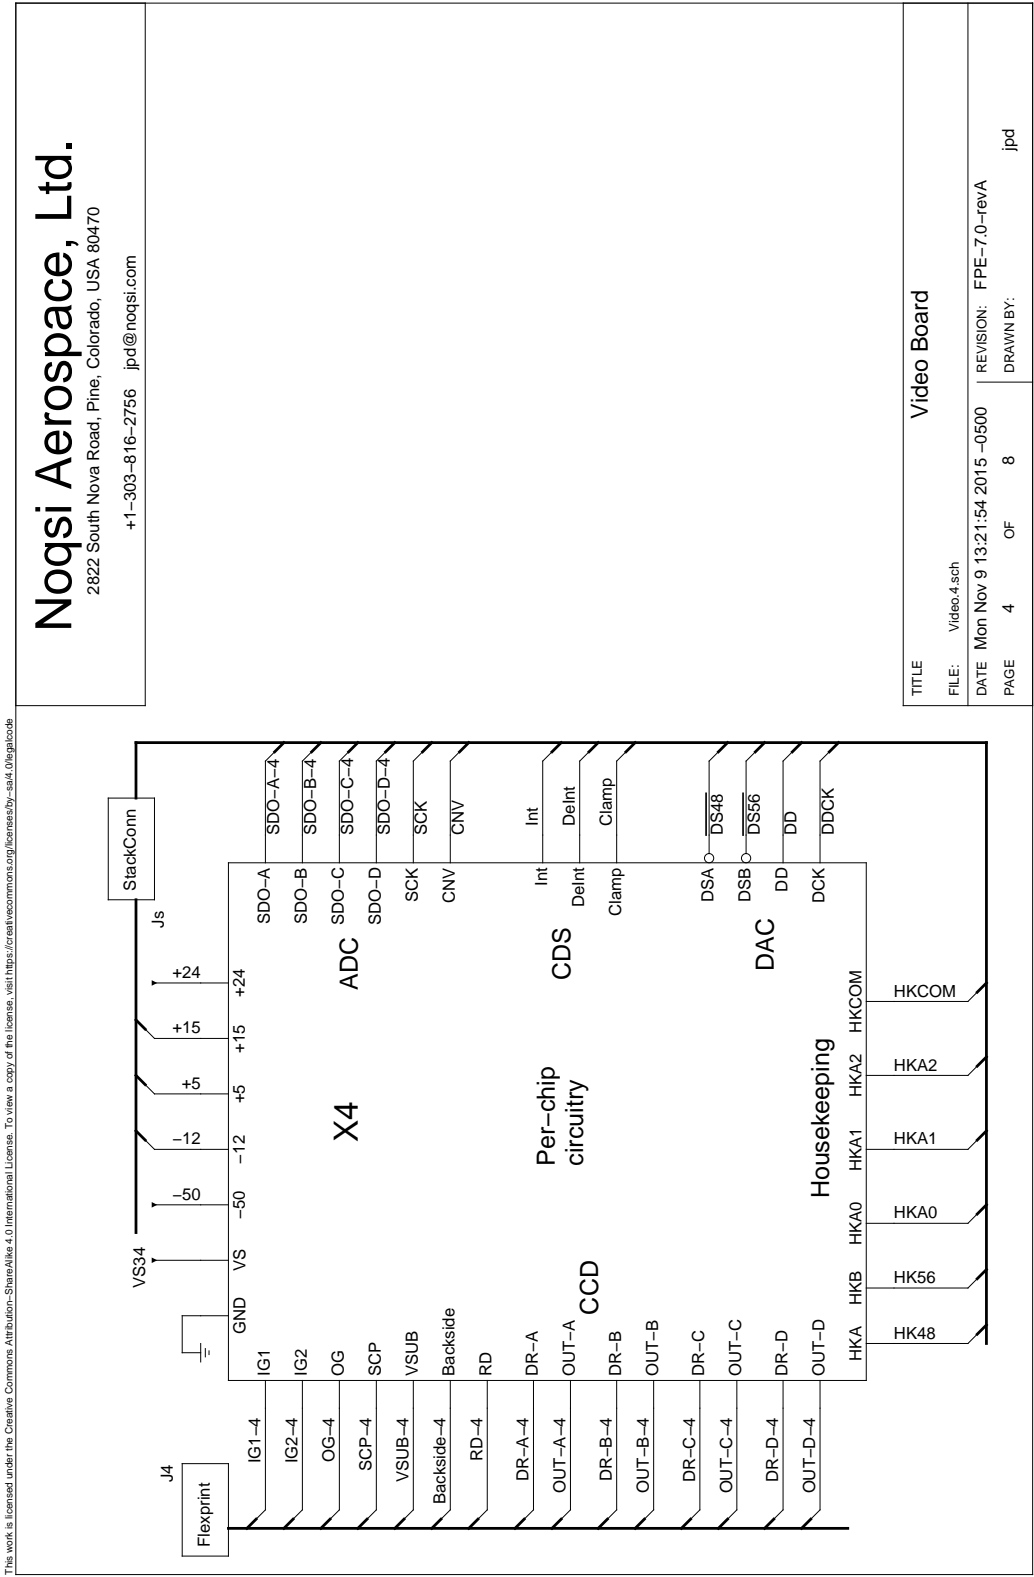 This work is licensed under the Creative Commons Attribution−ShareAlike 4.0 International License. To view a copy of the license, visit https://creativecommons.org/licenses/by−sa/4.0/legalcode
Noqsi Aerospace, Ltd.
2822 South Nova Road, Pine, Colorado, USA 80470
+1−303−816−2756 jpd@noqsi.com
J4
Flexprint
StackConn
Js
VS34
−50
−12
+5
+15
+24
GND
VS
−50
−12
+5
+15
+24
IG1−4
IG2−4
OG−4
SCP−4
VSUB−4
Backside−4
RD−4
DR−A−4
OUT−A−4
DR−B−4
OUT−B−4
DR−C−4
OUT−C−4
DR−D−4
OUT−D−4
IG1
IG2
OG
SCP
VSUB
Backside
RD
DR−A
OUT−A
DR−B
OUT−B
DR−C
OUT−C
DR−D
OUT−D
CCD
X4
Per−chip
circuitry
Housekeeping
ADC
CDS
DAC
SDO−A
SDO−B
SDO−C
SDO−D
SCK
CNV
Int
DeInt
Clamp
DSA
DSB
DD
DCK
SDO−A−4
SDO−B−4
SDO−C−4
SDO−D−4
SCK
CNV
Int
DeInt
Clamp
DS48
DS56
DD
DDCK
HKA
HKB
HKA0
HKA1
HKA2
HKCOM
HK48
HK56
HKA0
HKA1
HKA2
HKCOM
TITLE
Video Board
FILE: Video.4.sch
DATE Mon Nov 9 13:21:54 2015 −0500
REVISION: FPE−7.0−revA
PAGE 4 OF 8
DRAWN BY: jpd